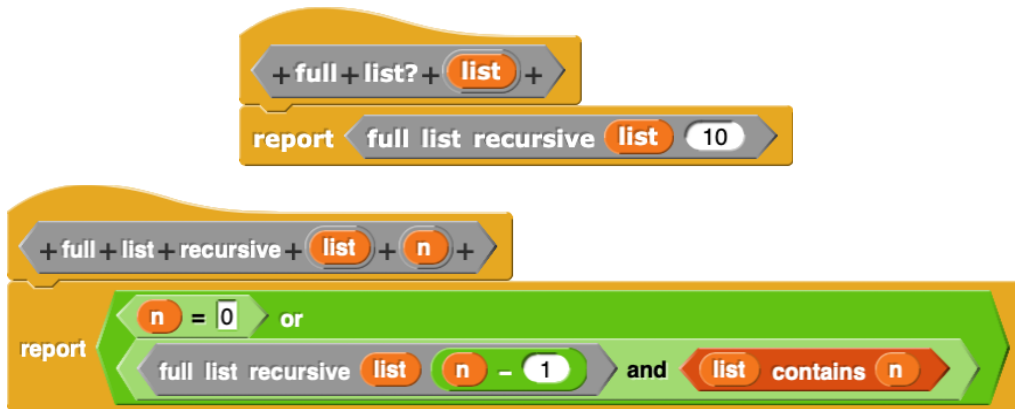 + full + list? + list +
report full list recursive list 10
+ full + list + recursive + list + n +
n = 0 or
report
full list recursive list n - 1 and list contains n